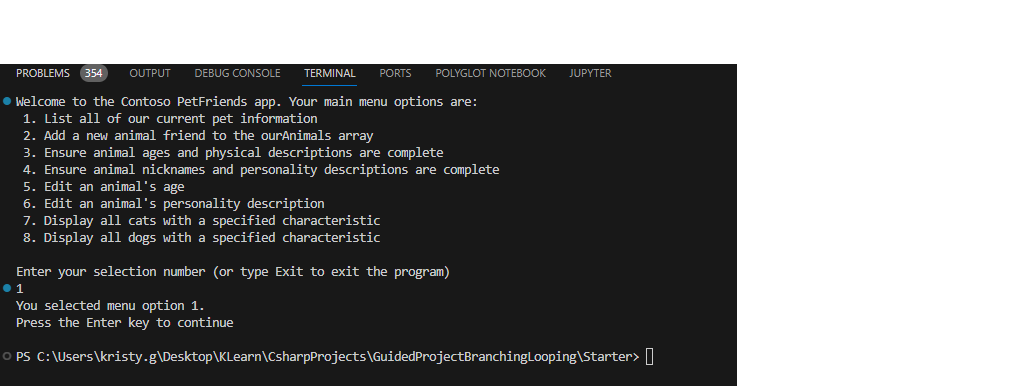 PROBLEMS 354 OUTPUT DEBUG CONSOLE TERMINAL PORTS POLYGLOT NOTEBOOK JUPYTER
Welcome to the Contoso PetFriends app. Your main menu options are:
1. List all of our current pet information
2. Add a new animal friend to the ourAnimals array
3. Ensure animal ages and physical descriptions are complete
4. Ensure animal nicknames and personality descriptions are complete
5. Edit an animal's age
6. Edit an animal's personality description
7. Display all cats with a specified characteristic
8. Display all dogs with a specified characteristic
Enter your selection number (or type Exit to exit the program)
1
You selected menu option 1.
Press the Enter key to continue
PS C:\Users\kristy.g\Desktop\KLearn\CsharpProjects\GuidedProjectBranchingLooping\Starter>